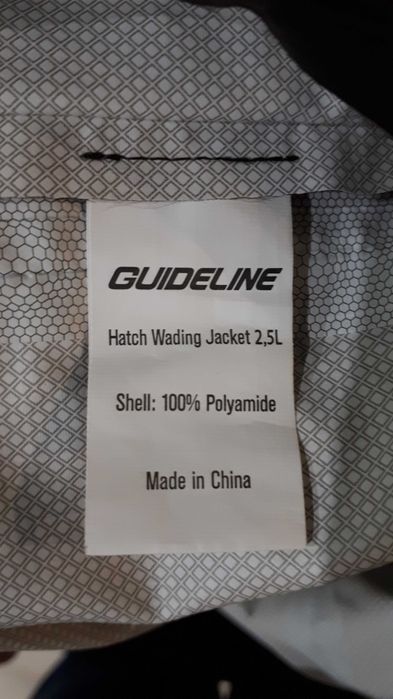 GUIDELINE
Hatch Wading Jacket 2,5L
Shell: 100% Polyamide
Made in China